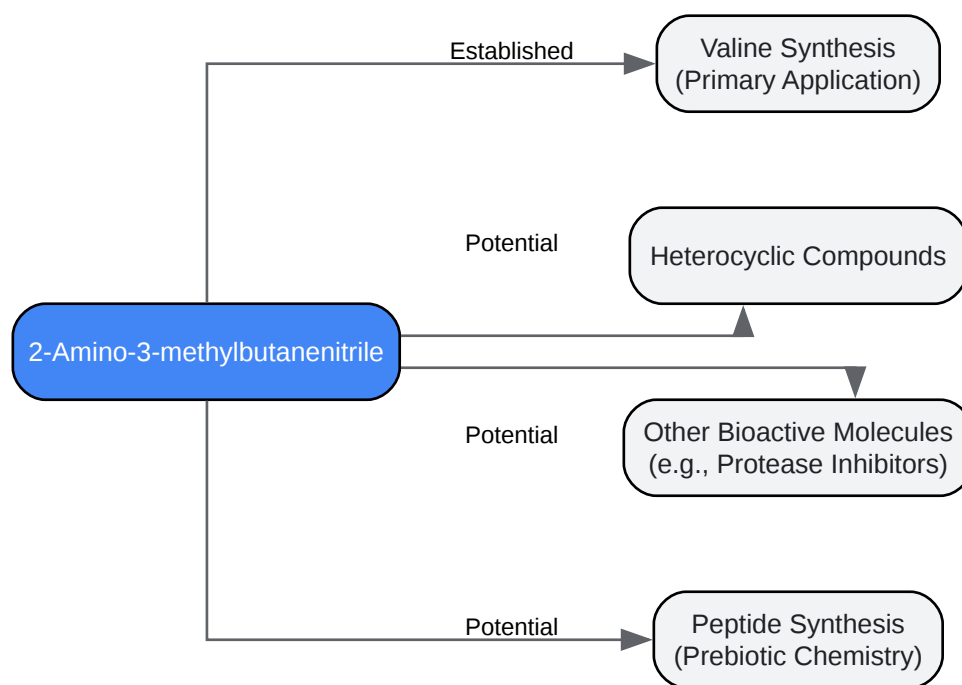 Established
Valine Synthesis
(Primary Application)
Potential
Heterocyclic Compounds
2-Amino-3-methylbutanenitrile
Potential
Other Bioactive Molecules
(e.g., Protease Inhibitors)
Potential
Peptide Synthesis
(Prebiotic Chemistry)